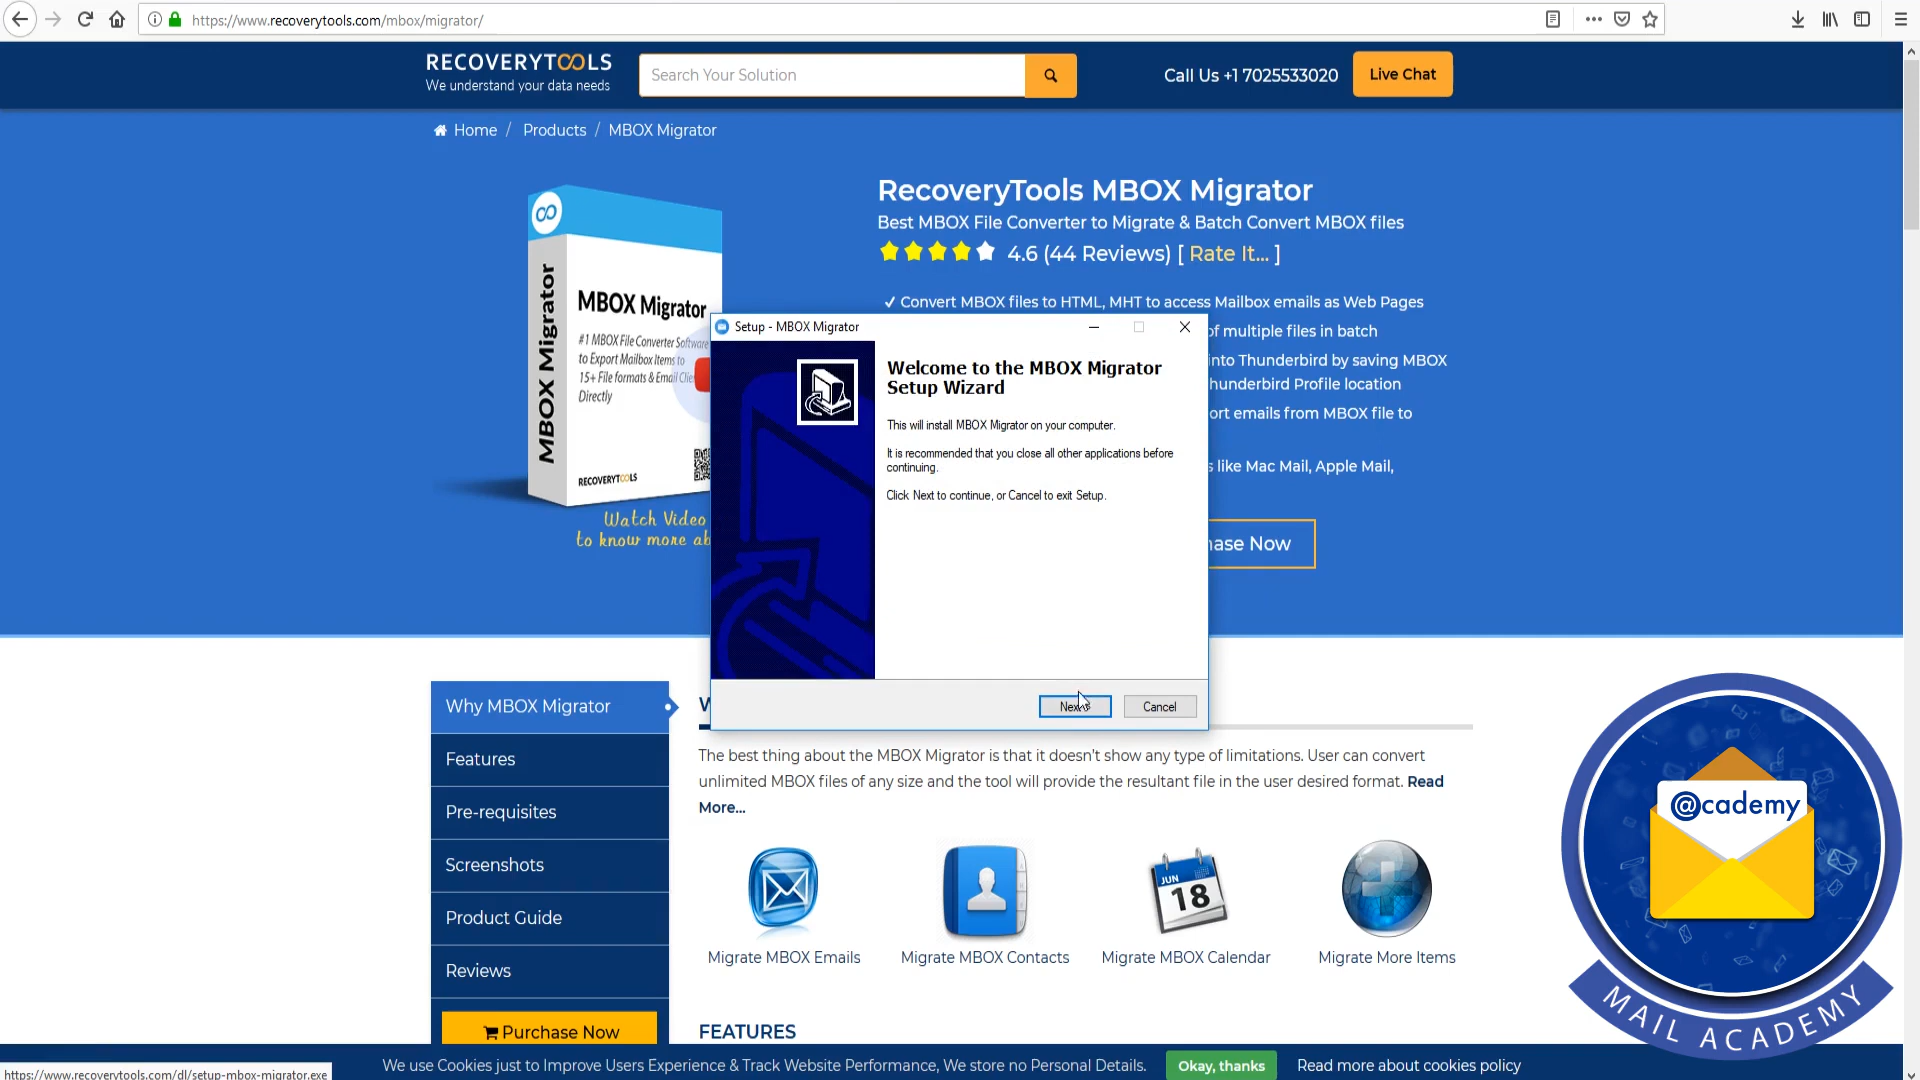 https://www.recoverytools.com/mbox/migrator/
RECOVERYTOOLS
We understand your data needs
Search Your Solution
Call Us +1 7025533020
Live Chat
Home / Products / MBOX Migrator
RecoveryTools MBOX Migrator
Best MBOX File Converter to Migrate & Batch Convert MBOX files
4.6 (44 Reviews) [ Rate It... ]
✓ Convert MBOX files to HTML, MHT to access Mailbox emails as Web Pages
of multiple files in batch
into Thunderbird by saving MBOX
hunderbird Profile location
ort emails from MBOX file to
s like Mac Mail, Apple Mail,
hase Now
MBOX Migrator
MBOX Migrator
#1 MBOX File Converter Software
to Export Mailbox Items to
15+ File formats & Email Clie
Directly
RECOVERYTOOLS
Watch Video
to know more ab
Setup - MBOX Migrator
Welcome to the MBOX Migrator
Setup Wizard
This will install MBOX Migrator on your computer.
It is recommended that you close all other applications before
continuing.
Click Next to continue, or Cancel to exit Setup.
Next
Cancel
Why MBOX Migrator
Features
Pre-requisites
Screenshots
Product Guide
Reviews
Purchase Now
W
The best thing about the MBOX Migrator is that it doesn't show any type of limitations. User can convert
unlimited MBOX files of any size and the tool will provide the resultant file in the user desired format. Read
More...
JUN
18
Migrate MBOX Emails
Migrate MBOX Contacts
Migrate MBOX Calendar
Migrate More Items
FEATURES
@cademy
MAIL ACADEMY
We use Cookies just to Improve Users Experience & Track Website Performance, We store no Personal Details.
Okay, thanks
Read more about cookies policy
https://www.recoverytools.com/dl/setup-mbox-migrator.exe